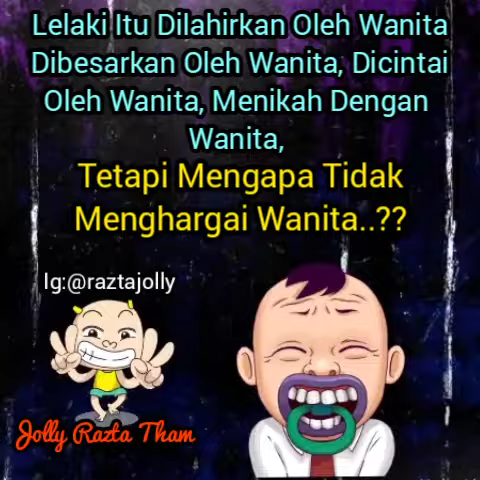 Lelaki Itu Dilahirkan Oleh Wanita
Dibesarkan Oleh Wanita, Dicintai
Oleh Wanita, Menikah Dengan
Wanita,
Tetapi Mengapa Tidak
Menghargai Wanita..??
Ig:@raztajolly
Jolly Razta Tham